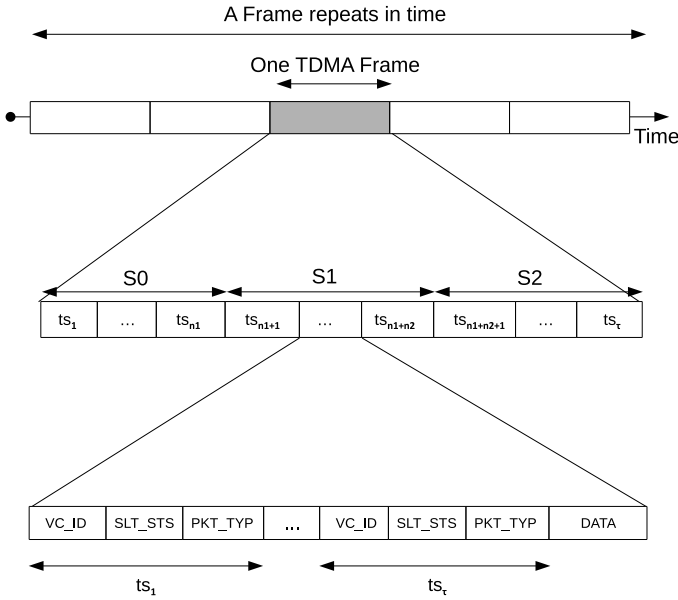 A Frame repeats in time
One TDMA Frame
Time
S0 S1 S2
ts1 ... tsn1 tsn1+1 ... tsn1+n2 tsn1+n2+1 ... tsτ
VC_ID SLT_STS PKT_TYP ... VC_ID SLT_STS PKT_TYP DATA
ts1 tsτ